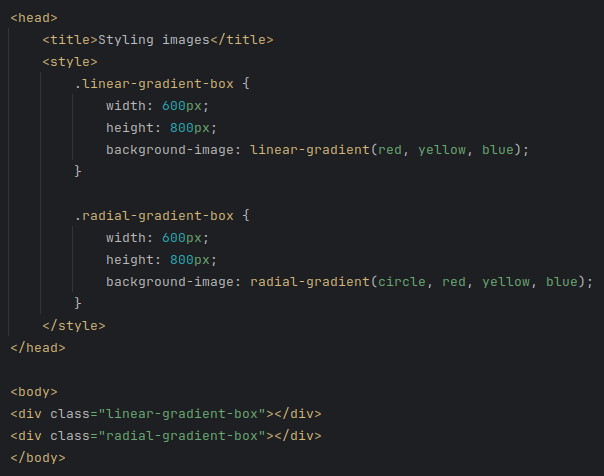 <head>
    <title>Styling images</title>
    <style>
        .linear-gradient-box {
            width: 600px;
            height: 800px;
            background-image: linear-gradient(red, yellow, blue);
        }

        .radial-gradient-box {
            width: 600px;
            height: 800px;
            background-image: radial-gradient(circle, red, yellow, blue);
        }
    </style>
</head>

<body>
<div class="linear-gradient-box"></div>
<div class="radial-gradient-box"></div>
</body>